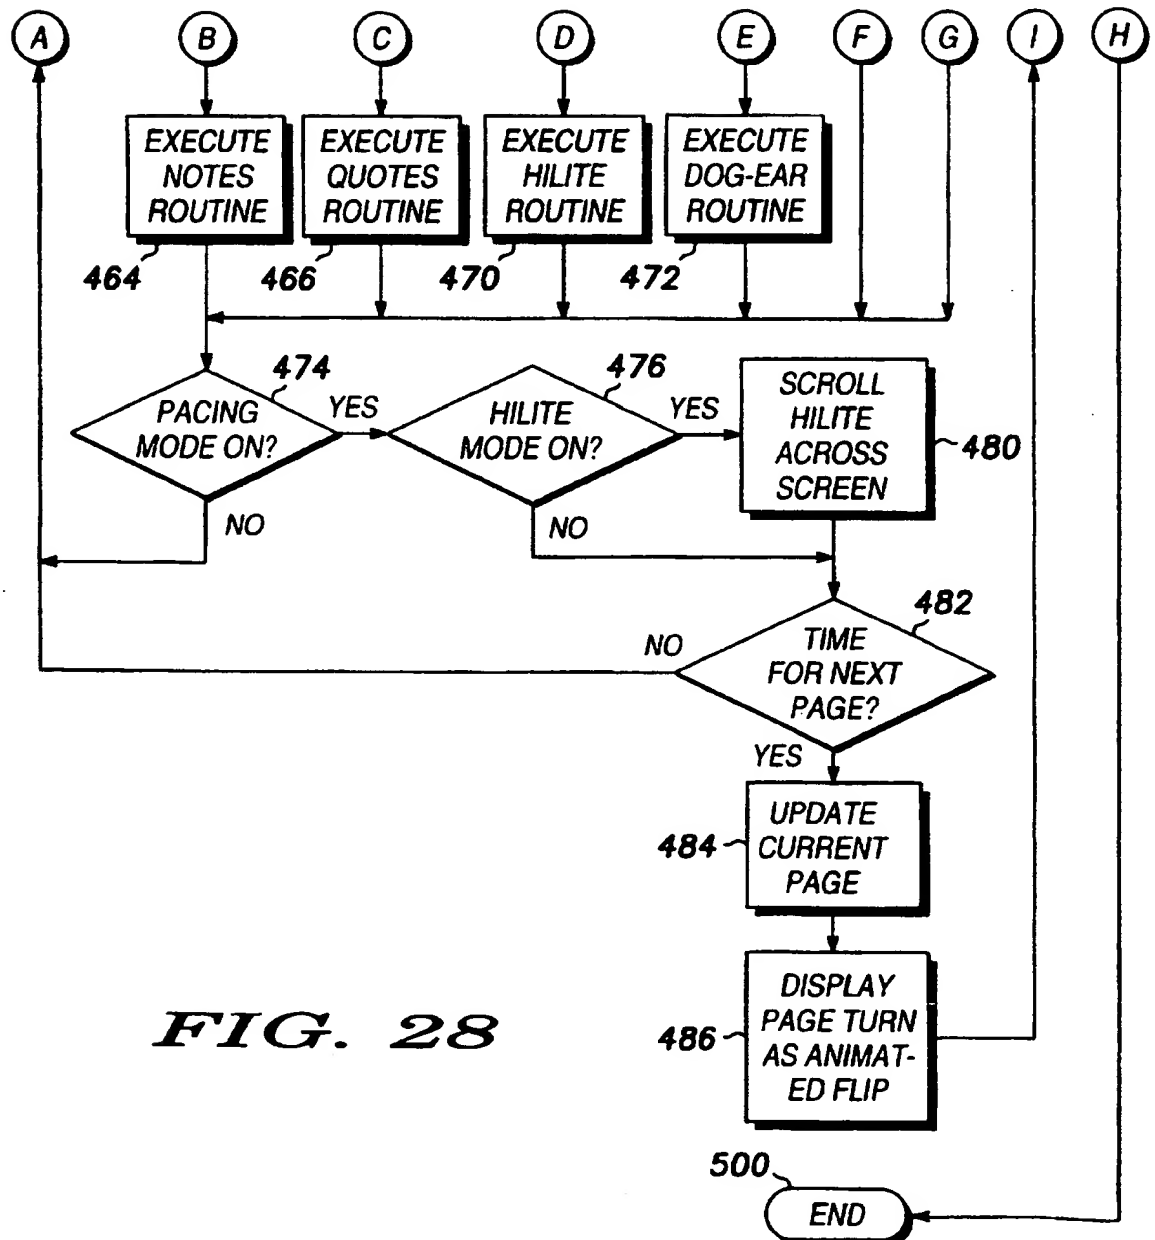 A B C D E F G I H
EXECUTE
NOTES
ROUTINE
464
EXECUTE
QUOTES
ROUTINE
466
EXECUTE
HILITE
ROUTINE
470
EXECUTE
DOG-EAR
ROUTINE
472
474
PACING
MODE ON?
YES
NO
476
HILITE
MODE ON?
YES
NO
SCROLL
HILITE
ACROSS
SCREEN
480
482
TIME
FOR NEXT
PAGE?
NO
YES
UPDATE
CURRENT
PAGE
484
DISPLAY
PAGE TURN
AS ANIMAT-
ED FLIP
486
FIG. 28
500
END